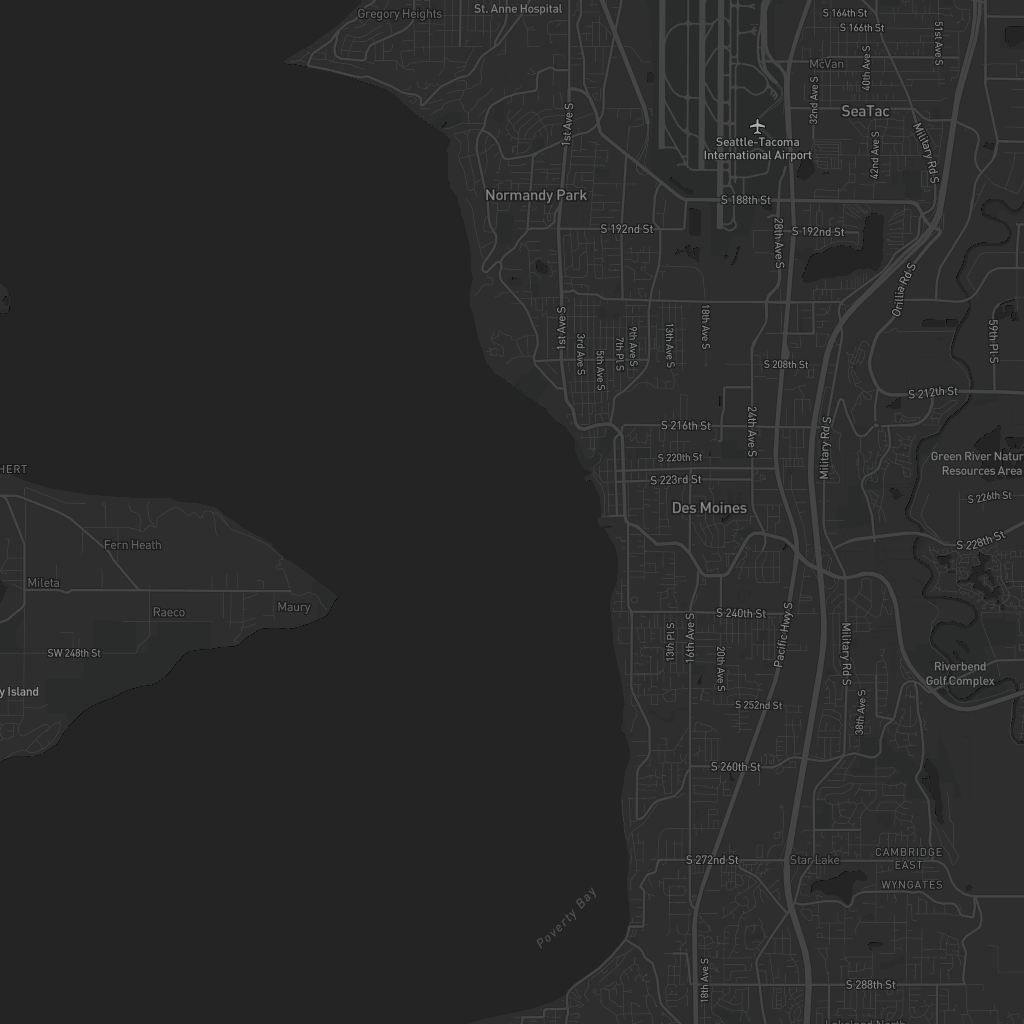 Gregory Heights
St. Anne Hospital
S 164th St
S 166th St
51st Ave S
McVan
40th Ave S
32nd Ave S
SeaTac
1st Ave S
Seattle-Tacoma
International Airport
42nd Ave S
Military Rd S
Normandy Park
S 188th St
S 192nd St
28th Ave S
S 192nd St
Orillia Rd S
1st Ave S
3rd Ave S
5th Ave S
7th Pl S
9th Ave S
13th Ave S
18th Ave S
59th Pl S
S 208th St
S 212th St
S 216th St
24th Ave S
Military Rd S
S 220th St
S 223rd St
Green River Natur
Resources Area
HERT
S 226th St
Des Moines
S 228th St
Fern Heath
Mileta
Maury
Raeco
S 240th St
SW 248th St
13th Pl S
16th Ave S
20th Ave S
Pacific Hwy S
Military Rd S
Riverbend
Golf Complex
y Island
S 252nd St
38th Ave S
S 260th St
S 272nd St
Star Lake
CAMBRIDGE
EAST
WYNGATES
Poverty Bay
18th Ave S
S 288th St
Lakeland North